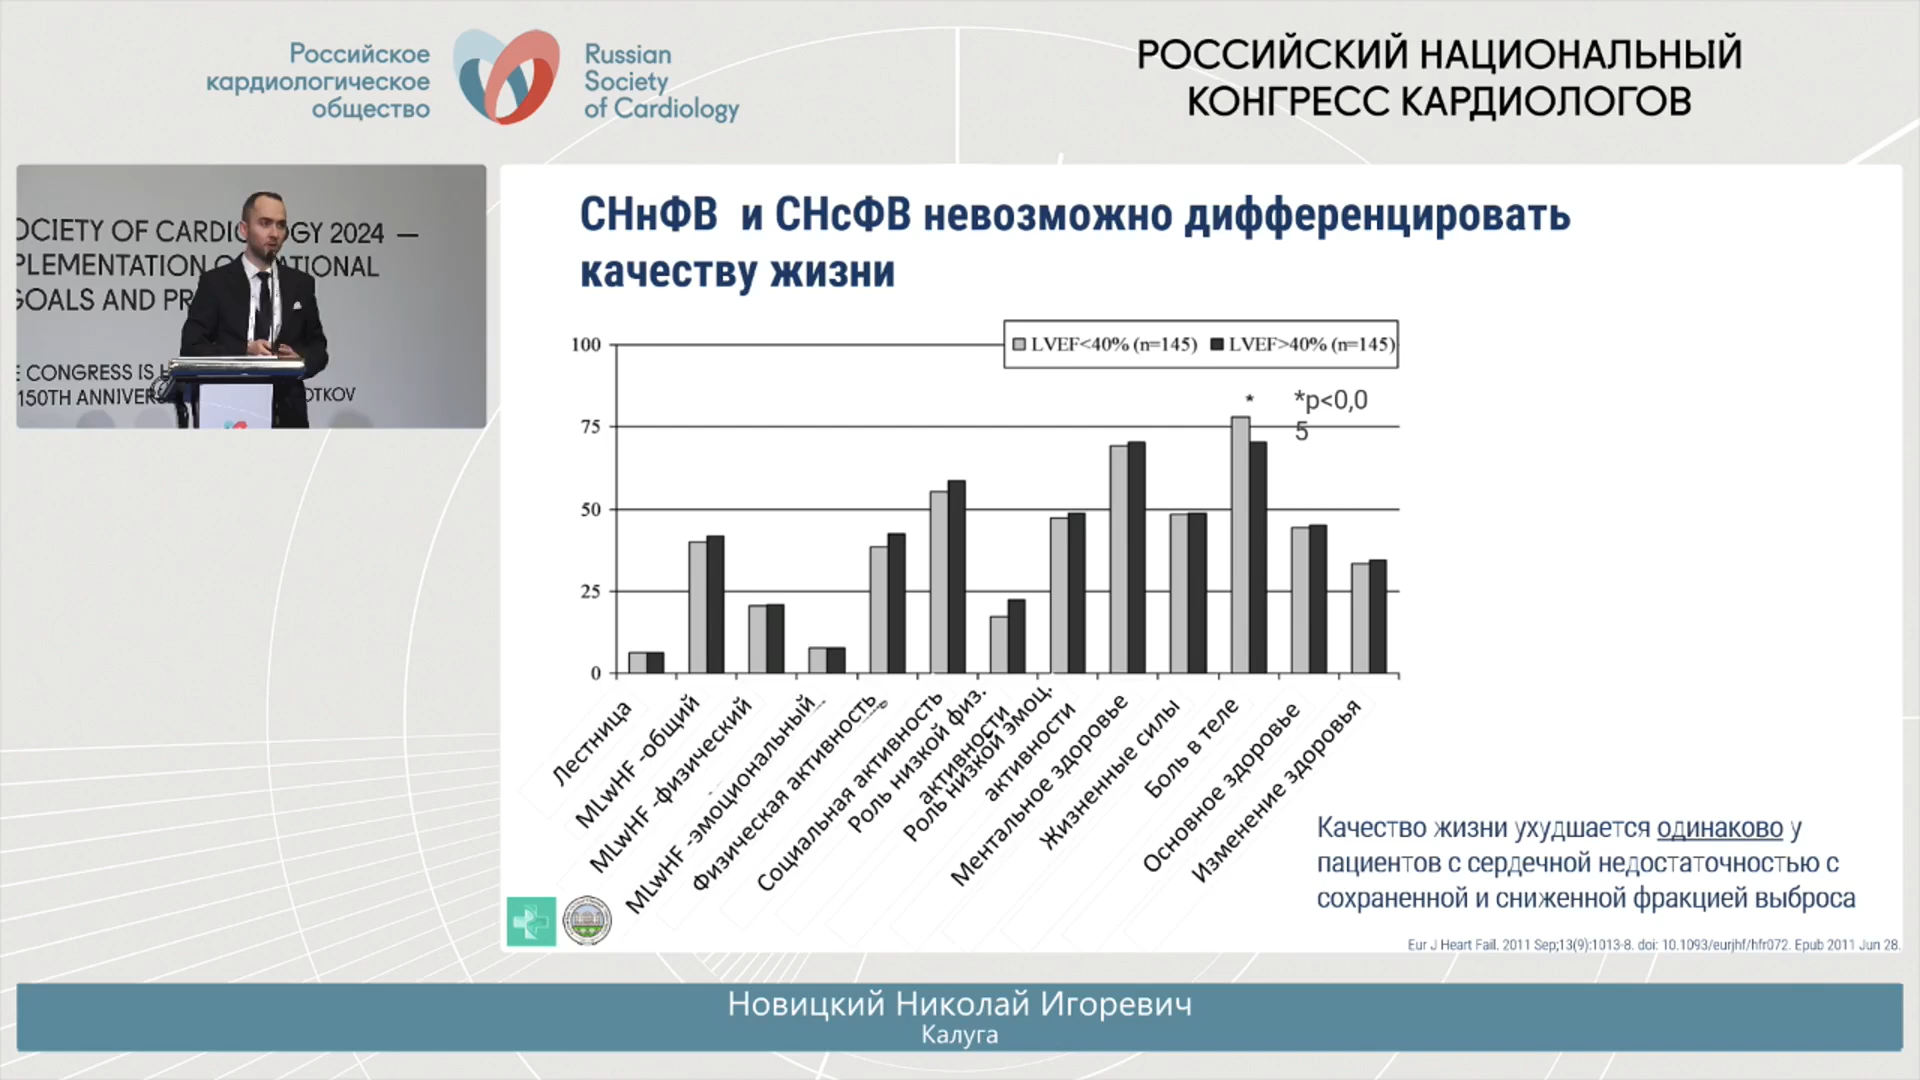 Российское
кардиологическое
общество
Russian
Society
of Cardiology
РОССИЙСКИЙ НАЦИОНАЛЬНЫЙ
КОНГРЕСС КАРДИОЛОГОВ
OCIETY OF CARDIO GY 2024 —
PLEMENTATION O ATIONAL
GOALS AND PR
E CONGRESS IS
150TH ANNIVERS OTKOV
СНнФВ и СНсФВ невозможно дифференцировать
качеству жизни
LVEF<40% (n=145) LVEF>40% (n=145)
*
*p<0,0
5
100
75
50
25
0
Лестница
MLwHF -общий
MLwHF -физический
MLwHF -эмоциональный
Физическая активность
Социальная активность
Роль низкой физ.
активности
Роль низкой эмоц.
активности
Ментальное здоровье
Жизненные силы
Боль в теле
Основное здоровье
Изменение здоровья
Качество жизни ухудшается одинаково у
пациентов с сердечной недостаточностью с
сохраненной и сниженной фракцией выброса
Eur J Heart Fail. 2011 Sep;13(9):1013-8. doi: 10.1093/eurjhf/hfr072. Epub 2011 Jun 28.
Новицкий Николай Игоревич
Калуга